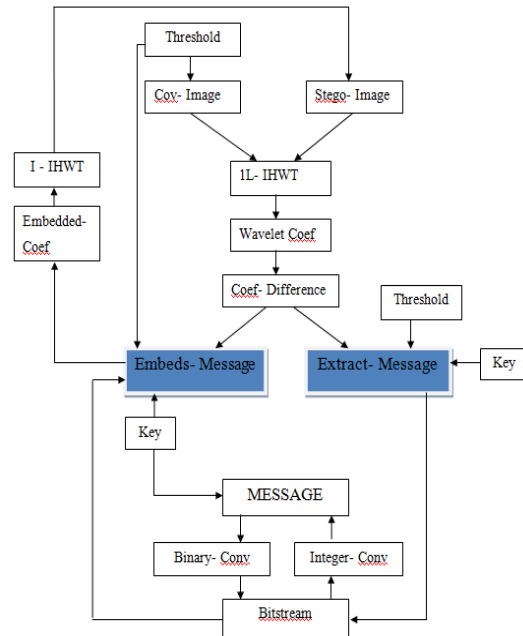 Threshold
Cov- Image
Stego- Image
I - IHWT
1L- IHWT
Embedded-
Coef
Wavelet Coef
Coef- Difference
Threshold
Embeds- Message
Extract- Message
Key
Key
MESSAGE
Binary- Conv
Integer- Conv
Bitstream